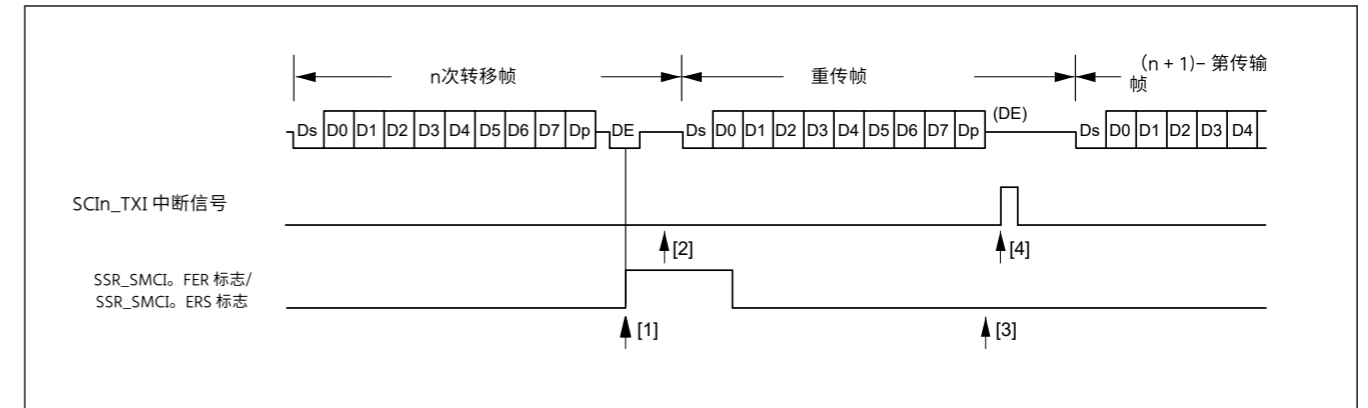 n次转移帧
重传帧
(n + 1)– 第传输
帧
Ds D0 D1 D2 D3 D4 D5 D6 D7 Dp DE Ds D0 D1 D2 D3 D4 D5 D6 D7 Dp (DE) Ds D0 D1 D2 D3 D4
SCIn_TXI 中断信号
[2]
[4]
SSR_SMCI。FER 标志/
SSR_SMCI。ERS 标志
[1]
[3]